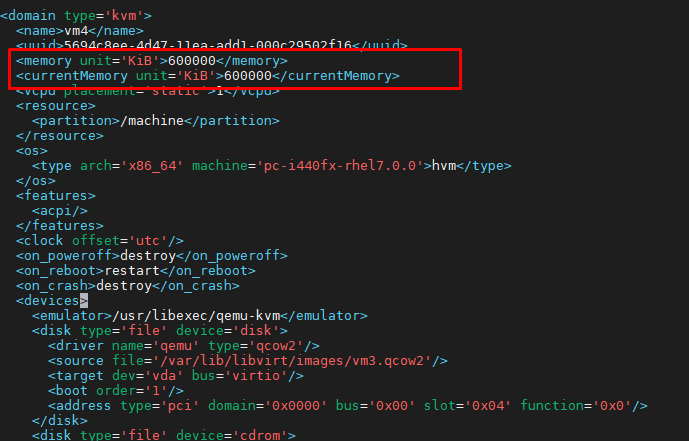 <domain type='kvm'>
<name>vm4</name>
<uuid>5694c8ee-4d47-11ea-add1-000c29502f16</uuid>
<memory unit='KiB'>600000</memory>
<currentMemory unit='KiB'>600000</currentMemory>
<vcpu placement='static'>1</vcpu>
<resource>
<partition>/machine</partition>
</resource>
<os>
<type arch='x86_64' machine='pc-i440fx-rhel7.0.0'>hvm</type>
</os>
<features>
<acpi/>
</features>
<clock offset='utc'/>
<on_poweroff>destroy</on_poweroff>
<on_reboot>restart</on_reboot>
<on_crash>destroy</on_crash>
<devices>
<emulator>/usr/libexec/qemu-kvm</emulator>
<disk type='file' device='disk'>
<driver name='qemu' type='qcow2'/>
<source file='/var/lib/libvirt/images/vm3.qcow2'/>
<target dev='vda' bus='virtio'/>
<boot order='1'/>
<address type='pci' domain='0x0000' bus='0x00' slot='0x04' function='0x0'/>
</disk>
<disk type='file' device='cdrom'>